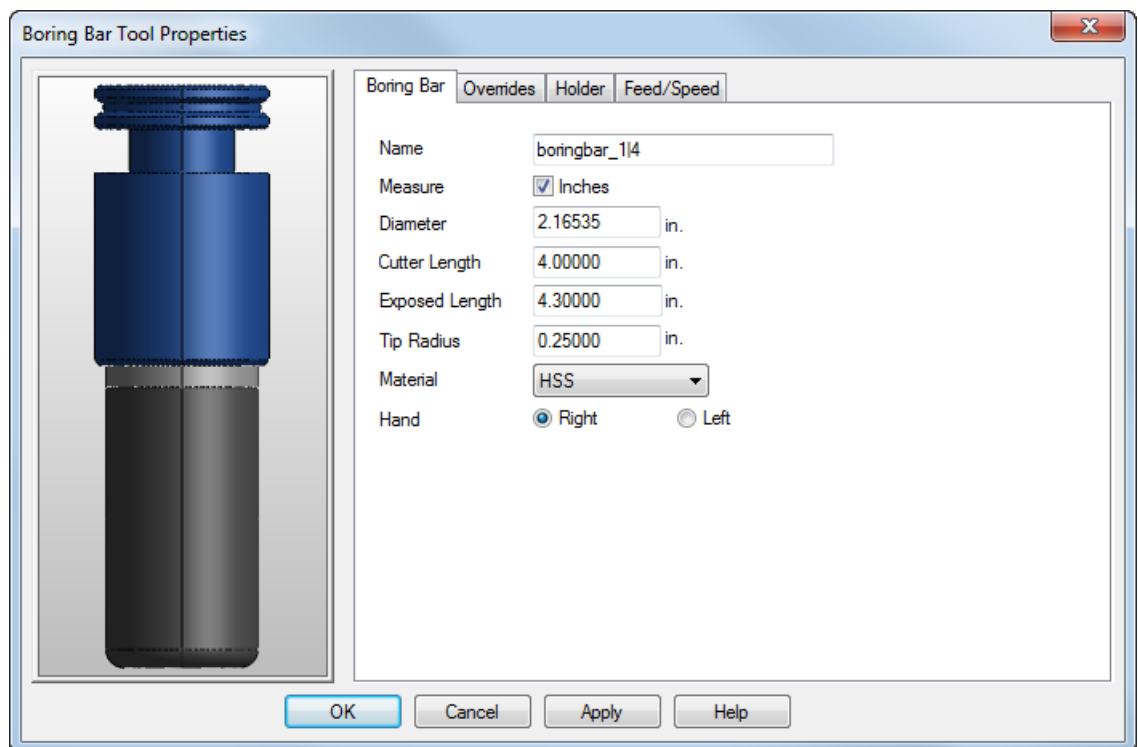 Boring Bar Tool Properties
Boring Bar Overrides Holder Feed/Speed
Name boringbar_1|4
Measure Inches
Diameter 2.16535 in.
Cutter Length 4.00000 in.
Exposed Length 4.30000 in.
Tip Radius 0.25000 in.
Material HSS
Hand Right Left
OK Cancel Apply Help